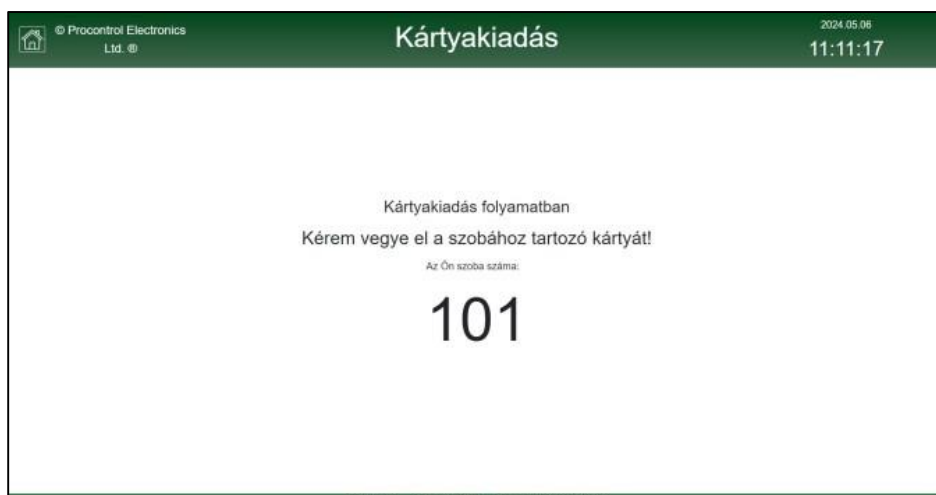 © Procontrol Electronics
Ltd. ®
Kártyakiadás
2024.05.06
11:11:17
Kártyakiadás folyamatban
Kérem vegye el a szobához tartozó kártyát!
Az Ön szoba száma:
101